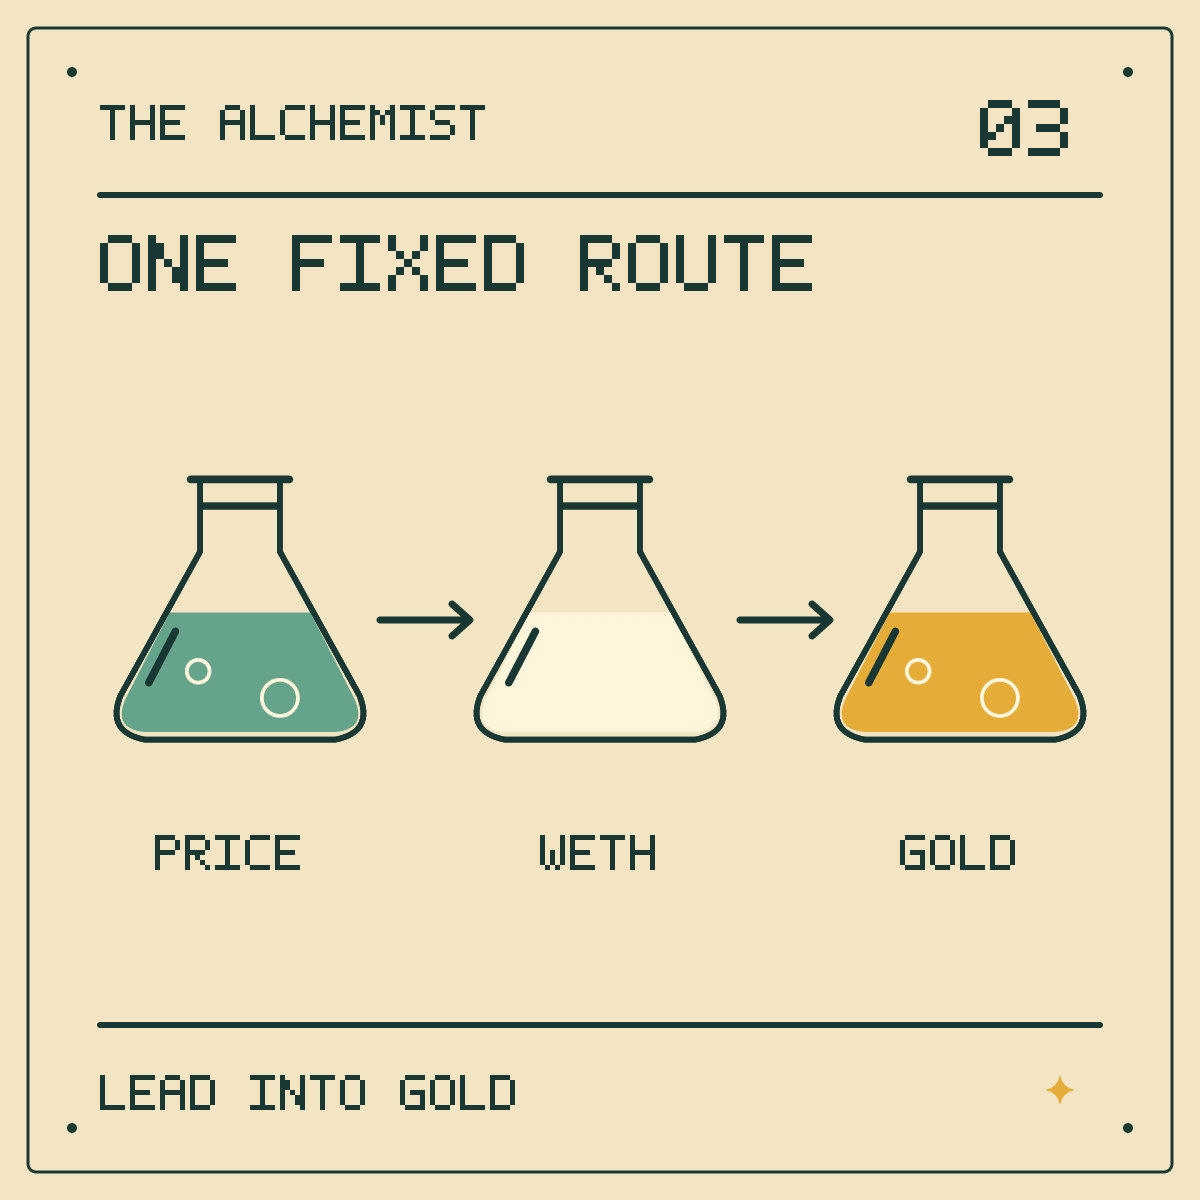 THE ALCHEMIST
03
ONE FIXED ROUTE
PRICE
WETH
GOLD
LEAD INTO GOLD